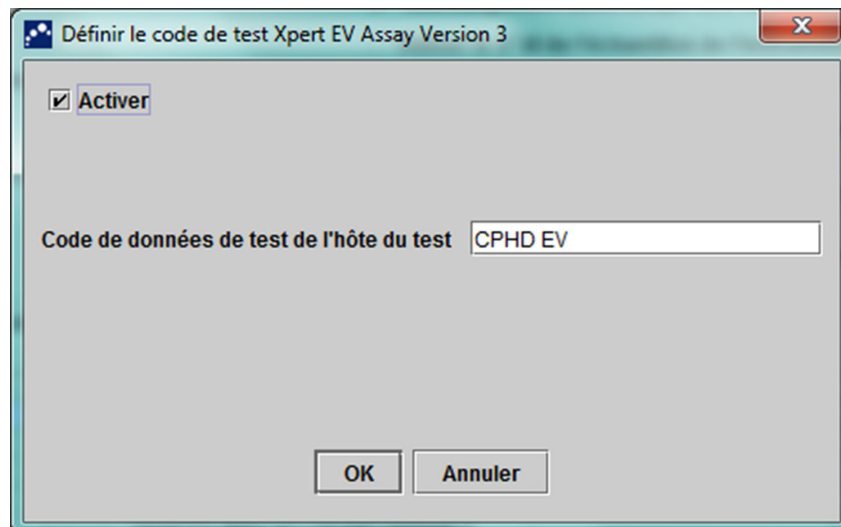 Définir le code de test Xpert EV Assay Version 3
Activer
Code de données de test de l'hôte du test CPHD EV
OK Annuler